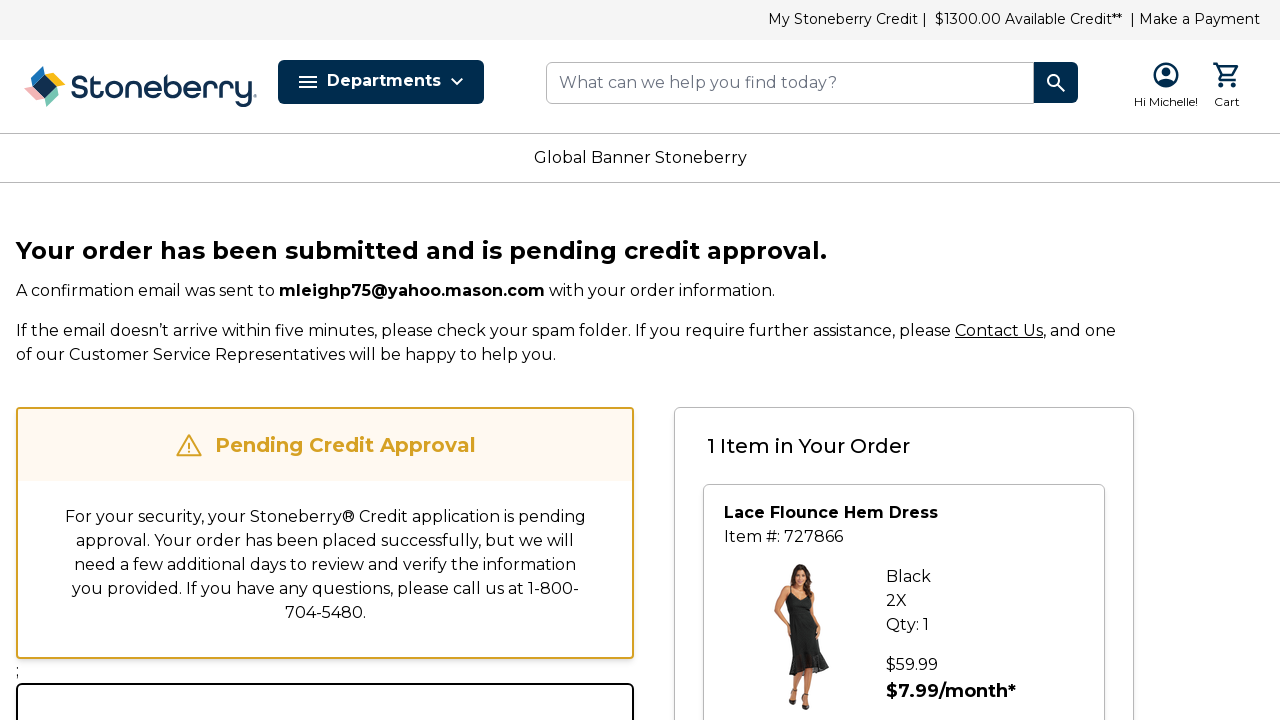 My Stoneberry Credit | $1300.00 Available Credit** | Make a Payment
Stoneberry®
Departments
What can we help you find today?
Hi Michelle!
Cart
Global Banner Stoneberry
Your order has been submitted and is pending credit approval.
A confirmation email was sent to mleighp75@yahoo.mason.com with your order information.
If the email doesn’t arrive within five minutes, please check your spam folder. If you require further assistance, please Contact Us, and one
of our Customer Service Representatives will be happy to help you.
Pending Credit Approval
For your security, your Stoneberry® Credit application is pending
approval. Your order has been placed successfully, but we will
need a few additional days to review and verify the information
you provided. If you have any questions, please call us at 1-800-
704-5480.
;
1 Item in Your Order
Lace Flounce Hem Dress
Item #: 727866
Black
2X
Qty: 1
$59.99
$7.99/month*